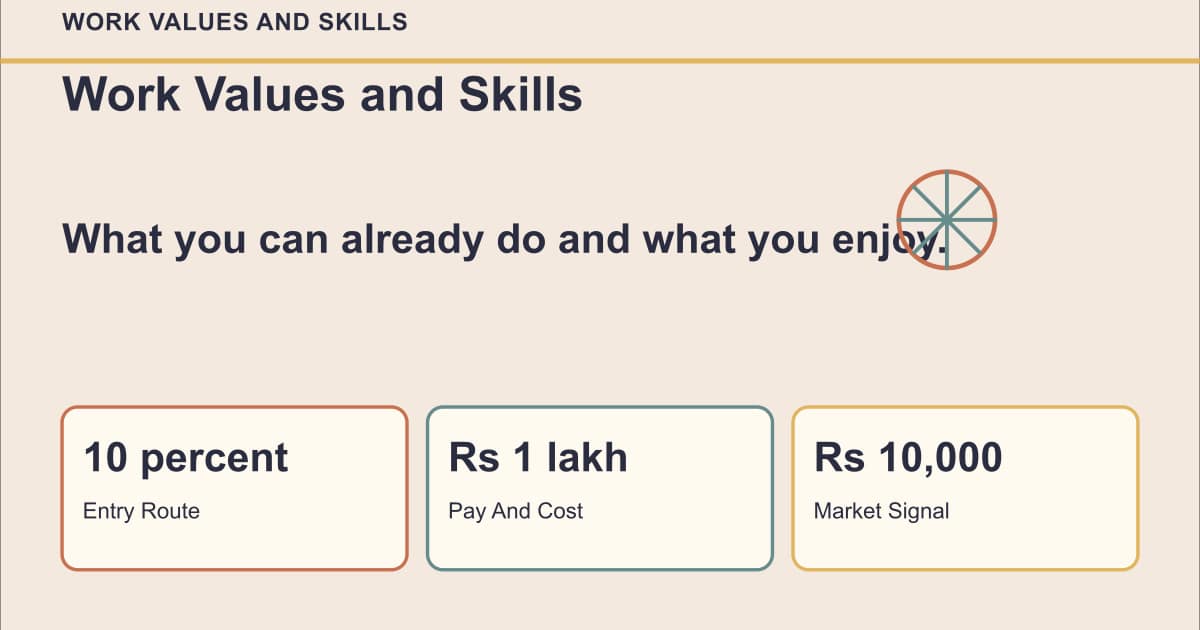 WORK VALUES AND SKILLS
Work Values and Skills
What you can already do and what you enjoy.
10 percent
Entry Route
Rs 1 lakh
Pay And Cost
Rs 10,000
Market Signal